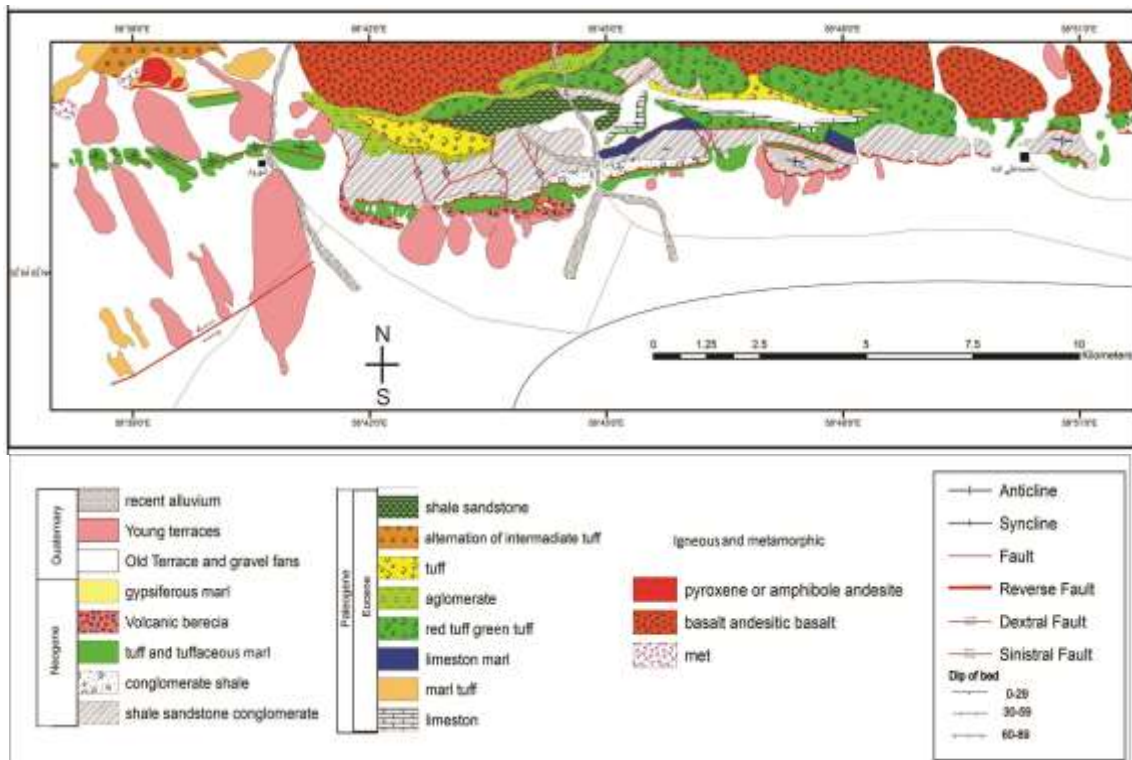 N
S
0 1.25 2.5 5 7.5 10
Kilometers
Quaternary
recent alluvium
Young terraces
Old Terrace and gravel fans
Neogene
gypsiferous marl
Volcanic berecia
tuff and tuffaceous marl
conglomerate shale
shale sandstone conglomerate
Paleogene
Eocene
shale sandstone
alternation of intermadiate tuff
tuff
aglomerate
red tuff green tuff
limeston marl
marl tuff
limeston
Igneous and metamorphic
pyroxene or amphibole andesite
basalt andesitic basalt
met
Anticline
Syncline
Fault
Reverse Fault
Dextral Fault
Sinistral Fault
Dip of bed
0-29
30-59
60-89